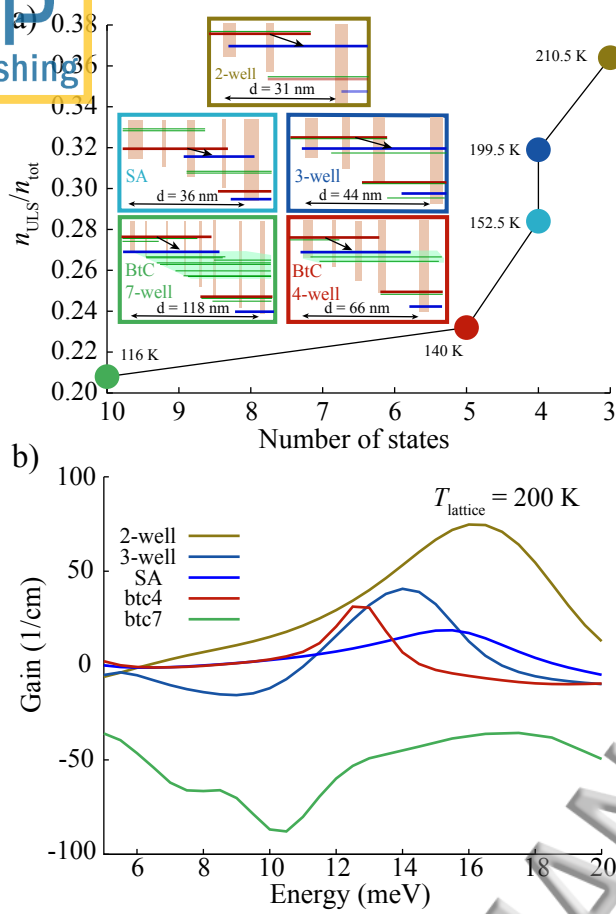 a)
shing
0.38
0.36
0.34
0.32
0.30
0.28
0.26
0.24
0.22
0.20
n_ULS/n_tot
2-well
d = 31 nm
SA
d = 36 nm
3-well
d = 44 nm
BtC
7-well
d = 118 nm
BtC
4-well
d = 66 nm
210.5 K
199.5 K
152.5 K
140 K
116 K
10 9 8 7 6 5 4 3
Number of states
b)
T_lattice = 200 K
2-well
3-well
SA
btc4
btc7
100
50
0
-50
-100
Gain (1/cm)
6 8 10 12 14 16 18 20
Energy (meV)